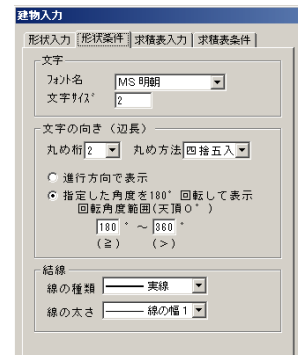 建物入力
形状入力 形状条件 求積表入力 求積表条件
文字
フォント名 MS 明朝
文字サイズ 2
文字の向き（辺長）
丸め桁 2 丸め方法 四捨五入
進行方向で表示
指定した角度を180°回転して表示
回転角度範囲(天頂0°)
180 °～ 360 °
(≧) (＞)
結線
線の種類 実線
線の太さ 線の幅 1